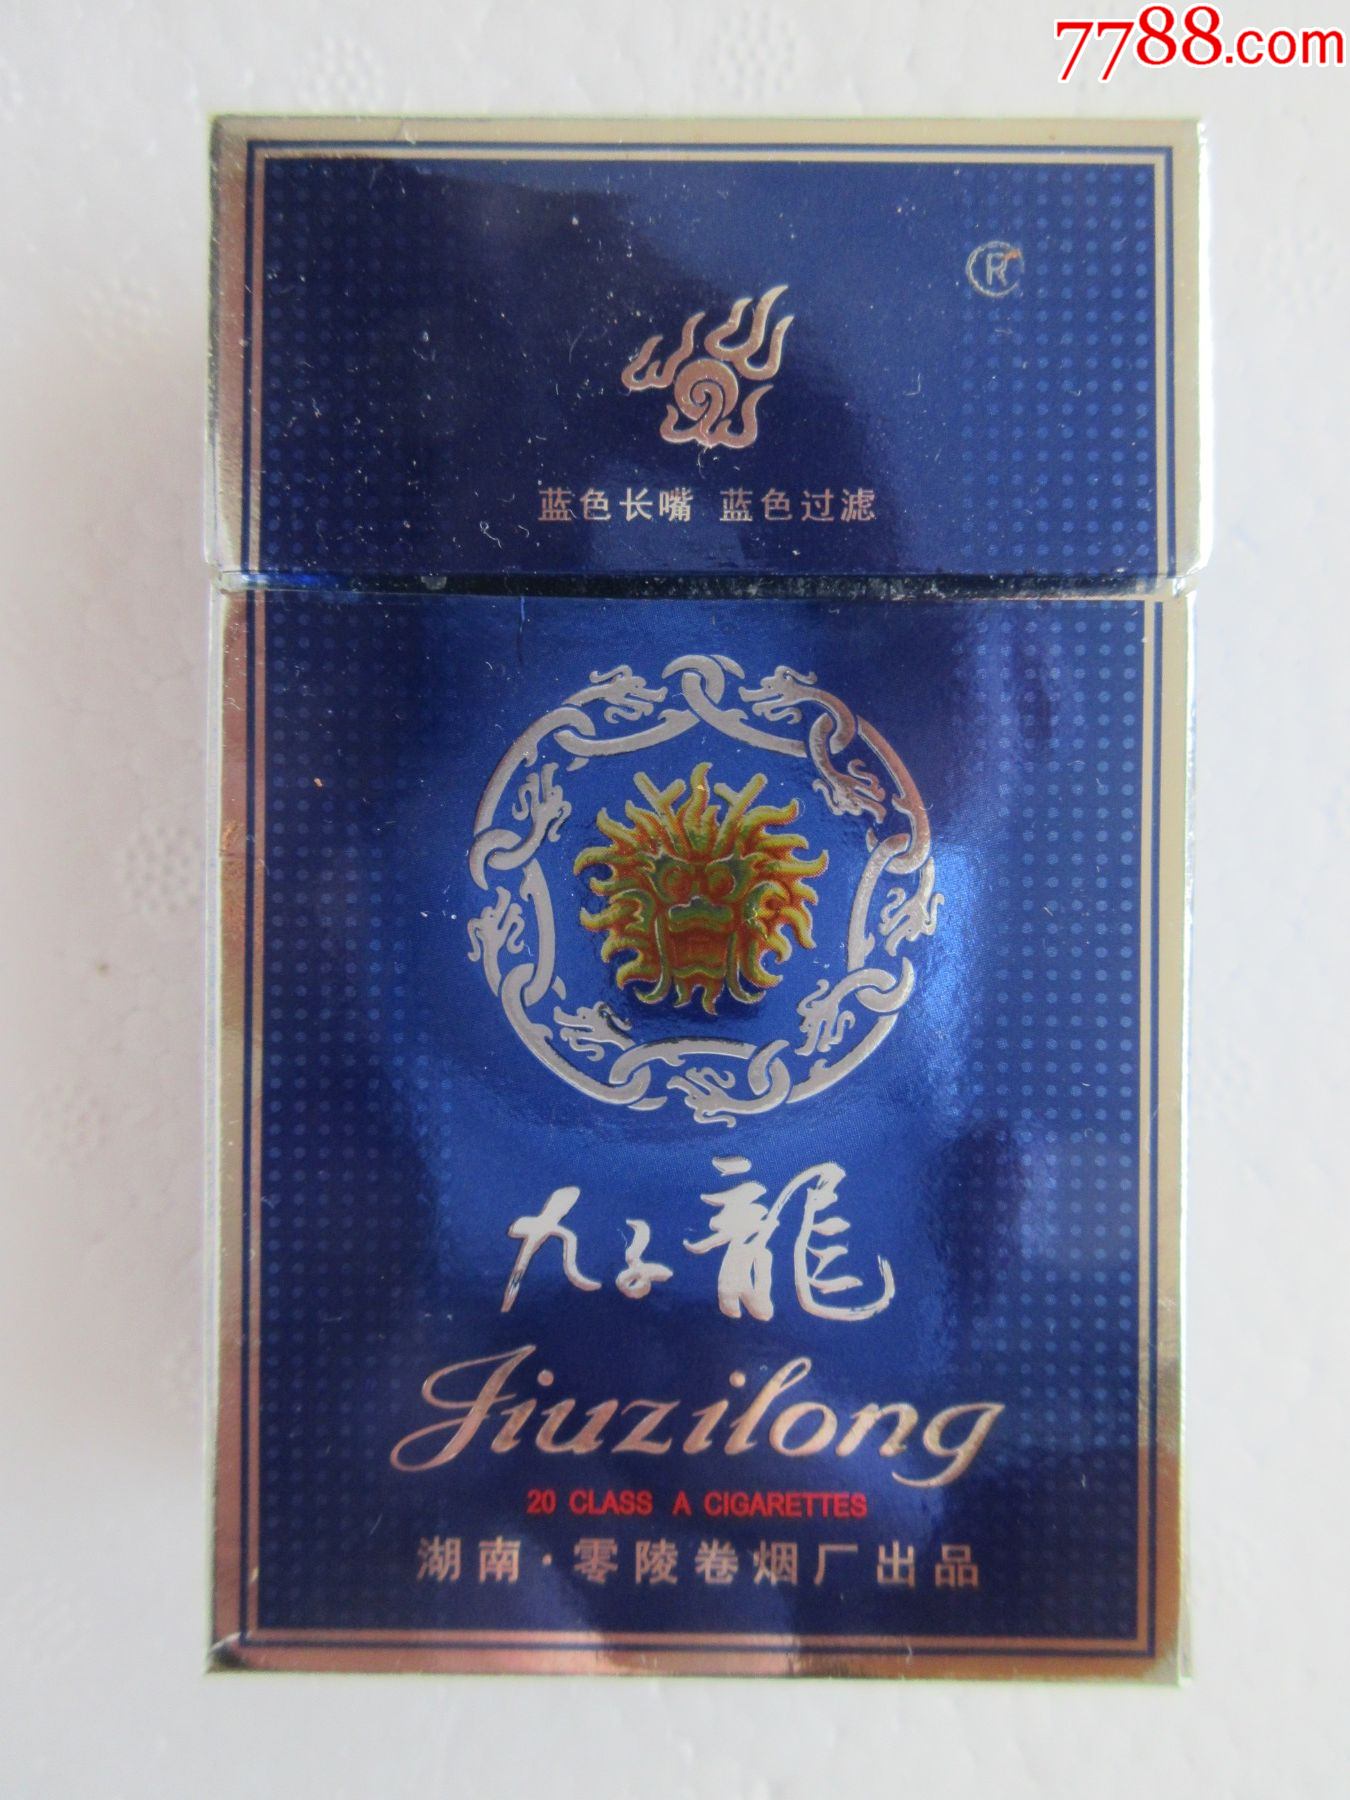 7788.com
R
蓝色长嘴 蓝色过滤
九子龍
Jiuzilong
20 CLASS A CIGARETTES
湖南·零陵卷烟厂出品